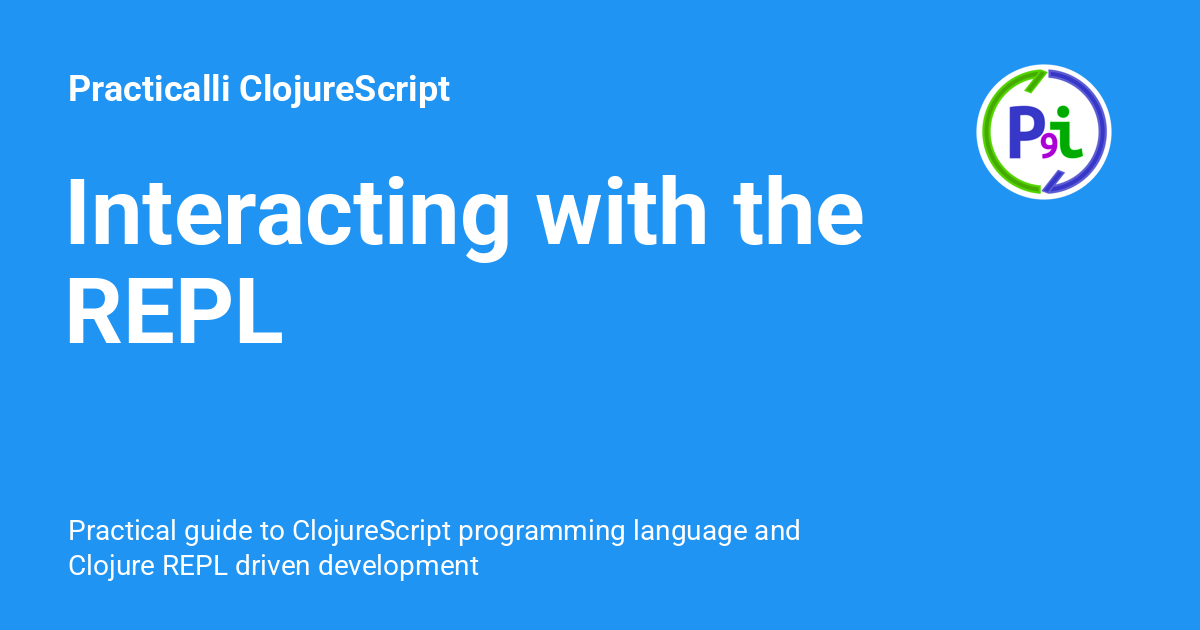 Practicalli ClojureScript
P9i
Interacting with the
REPL
Practical guide to ClojureScript programming language and
Clojure REPL driven development